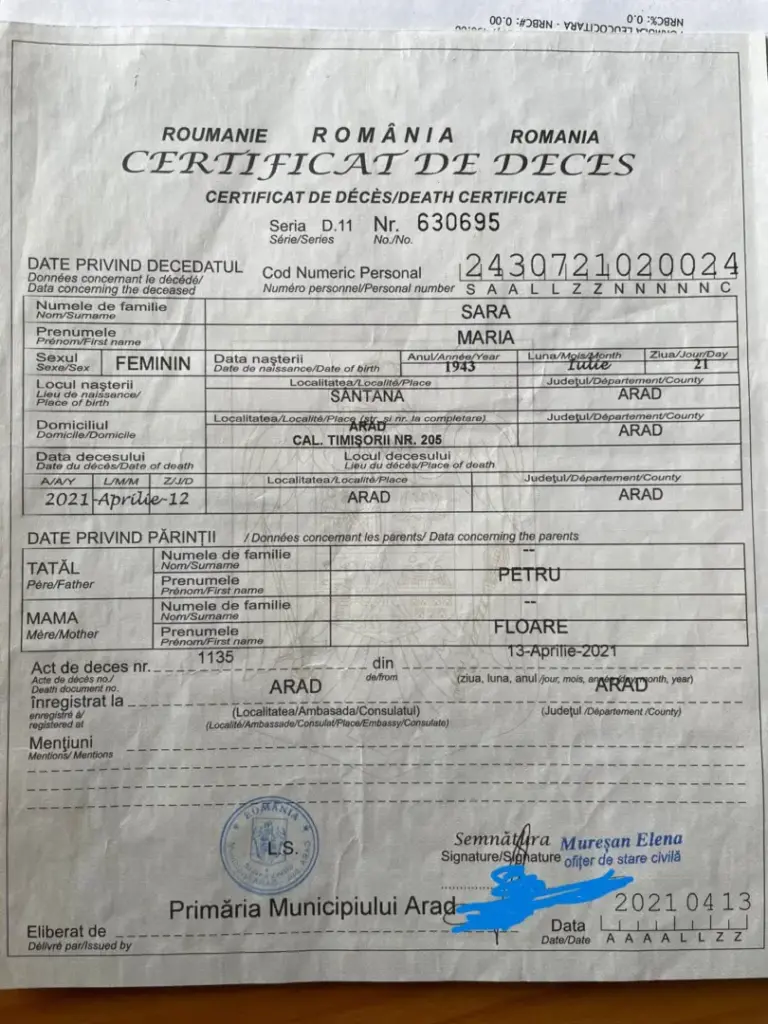 NRBC%: 0.0
LEUCOCITARA - NRBC#: 0.00
ROUMANIE ROMÂNIA ROMANIA
CERTIFICAT DE DECES
CERTIFICAT DE DÉCÈS/DEATH CERTIFICATE
Seria D.11 Nr. 630695
Série/Series No./No.
DATE PRIVIND DECEDATUL
Données concernant le décédé/
Data concerning the deceased
Cod Numeric Personal 2430721020024
Numéro personnel/Personal number S A A L L Z Z N N N N N C
Numele de familie SARA
Nom/Surname
Prenumele MARIA
Prénom/First name
Sexul FEMININ Data nașterii Anul/Année/Year Luna/Mois/Month Ziua/Jour/Day
Sexe/Sex Date de naissance/Date of birth 1943 Iulie 21
Locul nașterii Localitatea/Localité/Place Județul/Département/County
Lieu de naissance/ SÂNTANA ARAD
Place of birth
Domiciliul Localitatea/Localité/Place (str. și nr. la completare) Județul/Département/County
Domicile/Domicile ARAD ARAD
CAL. TIMIȘORII NR. 205
Data decesului Locul decesului
Date du décès/Date of death Lieu du décès/Place of death
A/A/Y L/M/M Z/J/D Localitatea/Localité/Place Județul/Département/County
2021-Aprilie-12 ARAD ARAD
DATE PRIVIND PĂRINȚII / Données concernant les parents/ Data concerning the parents
TATĂL Numele de familie --
Père/Father Nom/Surname
Prenumele PETRU
Prénom/First name
MAMA Numele de familie --
Mère/Mother Nom/Surname
Prenumele FLOARE
Prénom/First name
Act de deces nr. 1135 din 13-Aprilie-2021
Acte de décès no./ de/from (ziua, luna, anul /jour, mois, année/day, month, year)
Death document no.
înregistrat la ARAD ARAD
enregistré à/ (Localitatea/Ambasada/Consulatul) (Județul /Département /County)
registered at (Localité/Ambassade/Consulat/Place/Embassy/Consulate)
Mențiuni
Mentions/ Mentions
ROMÂNIA
L.S.
Semnătura Mureșan Elena
Signature/Signature ofițer de stare civilă
Eliberat de Primăria Municipiului Arad
Délivré par/Issued by
Data 2021 04 13
Date/Date A A A A L L Z Z